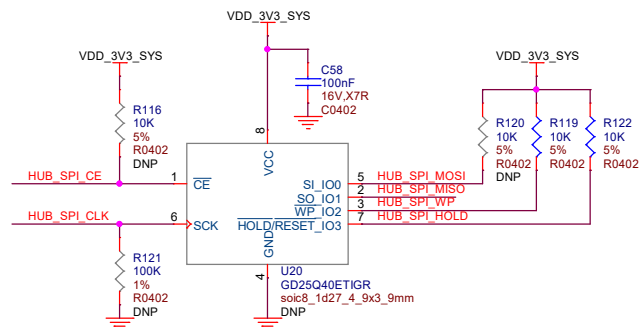 VDD_3V3_SYS
VDD_3V3_SYS
VDD_3V3_SYS
C58
100nF
16V,X7R
C0402
R116
10K
5%
R0402
DNP
R120
10K
5%
R0402
DNP
R119
10K
5%
R0402
R122
10K
5%
R0402
8
VCC
HUB_SPI_CE
1
CE
SI_IO0
5
HUB_SPI_MOSI
SO_IO1
2
HUB_SPI_MISO
WP_IO2
3
HUB_SPI_WP
HUB_SPI_CLK
6
SCK
HOLD/RESET_IO3
7
HUB_SPI_HOLD
GND
4
R121
100K
1%
R0402
DNP
U20
GD25Q40ETIGR
soic8_1d27_4_9x3_9mm
DNP